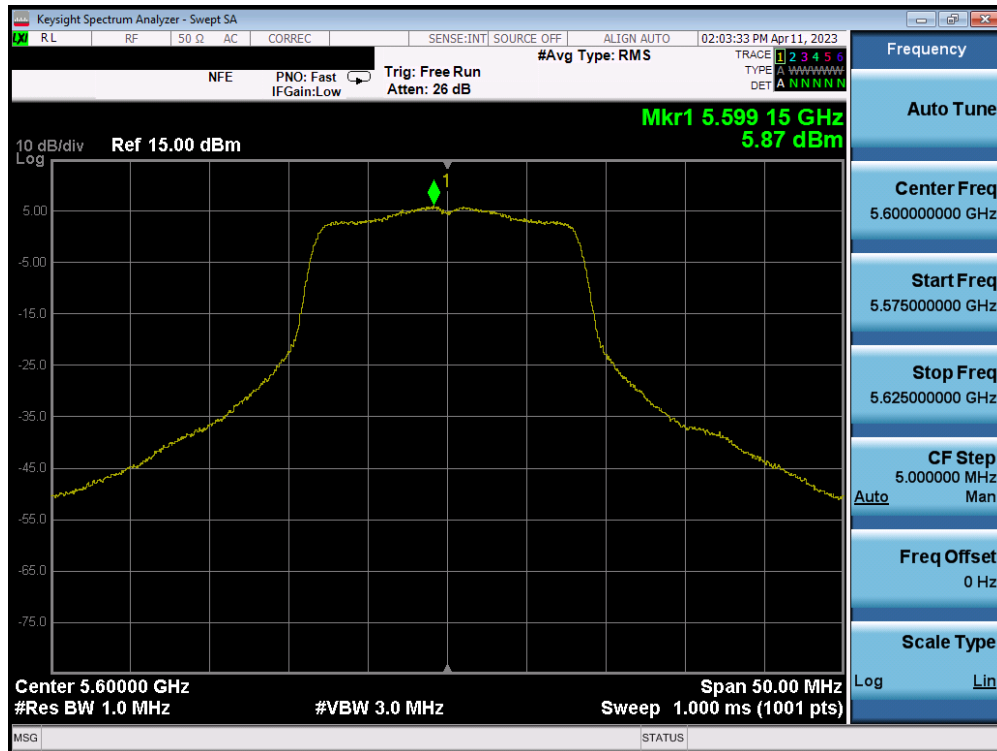 Keysight Spectrum Analyzer - Swept SA
LXI RL RF 50 Ω AC CORREC SENSE:INT SOURCE OFF ALIGN AUTO 02:03:33 PM Apr 11, 2023
Frequency
#Avg Type: RMS
TRACE 1 2 3 4 5 6
TYPE A WWWWW
DET A N N N N N
NFE
PNO: Fast
IFGain:Low
Trig: Free Run
Atten: 26 dB
Mkr1 5.599 15 GHz
5.87 dBm
10 dB/div
Log
Ref 15.00 dBm
1
5.00
-5.00
-15.0
-25.0
-35.0
-45.0
-55.0
-65.0
-75.0
Center 5.60000 GHz
Span 50.00 MHz
#Res BW 1.0 MHz
#VBW 3.0 MHz
Sweep 1.000 ms (1001 pts)
Auto Tune
Center Freq
5.600000000 GHz
Start Freq
5.575000000 GHz
Stop Freq
5.625000000 GHz
CF Step
5.000000 MHz
Auto Man
Freq Offset
0 Hz
Scale Type
Log Lin
MSG STATUS